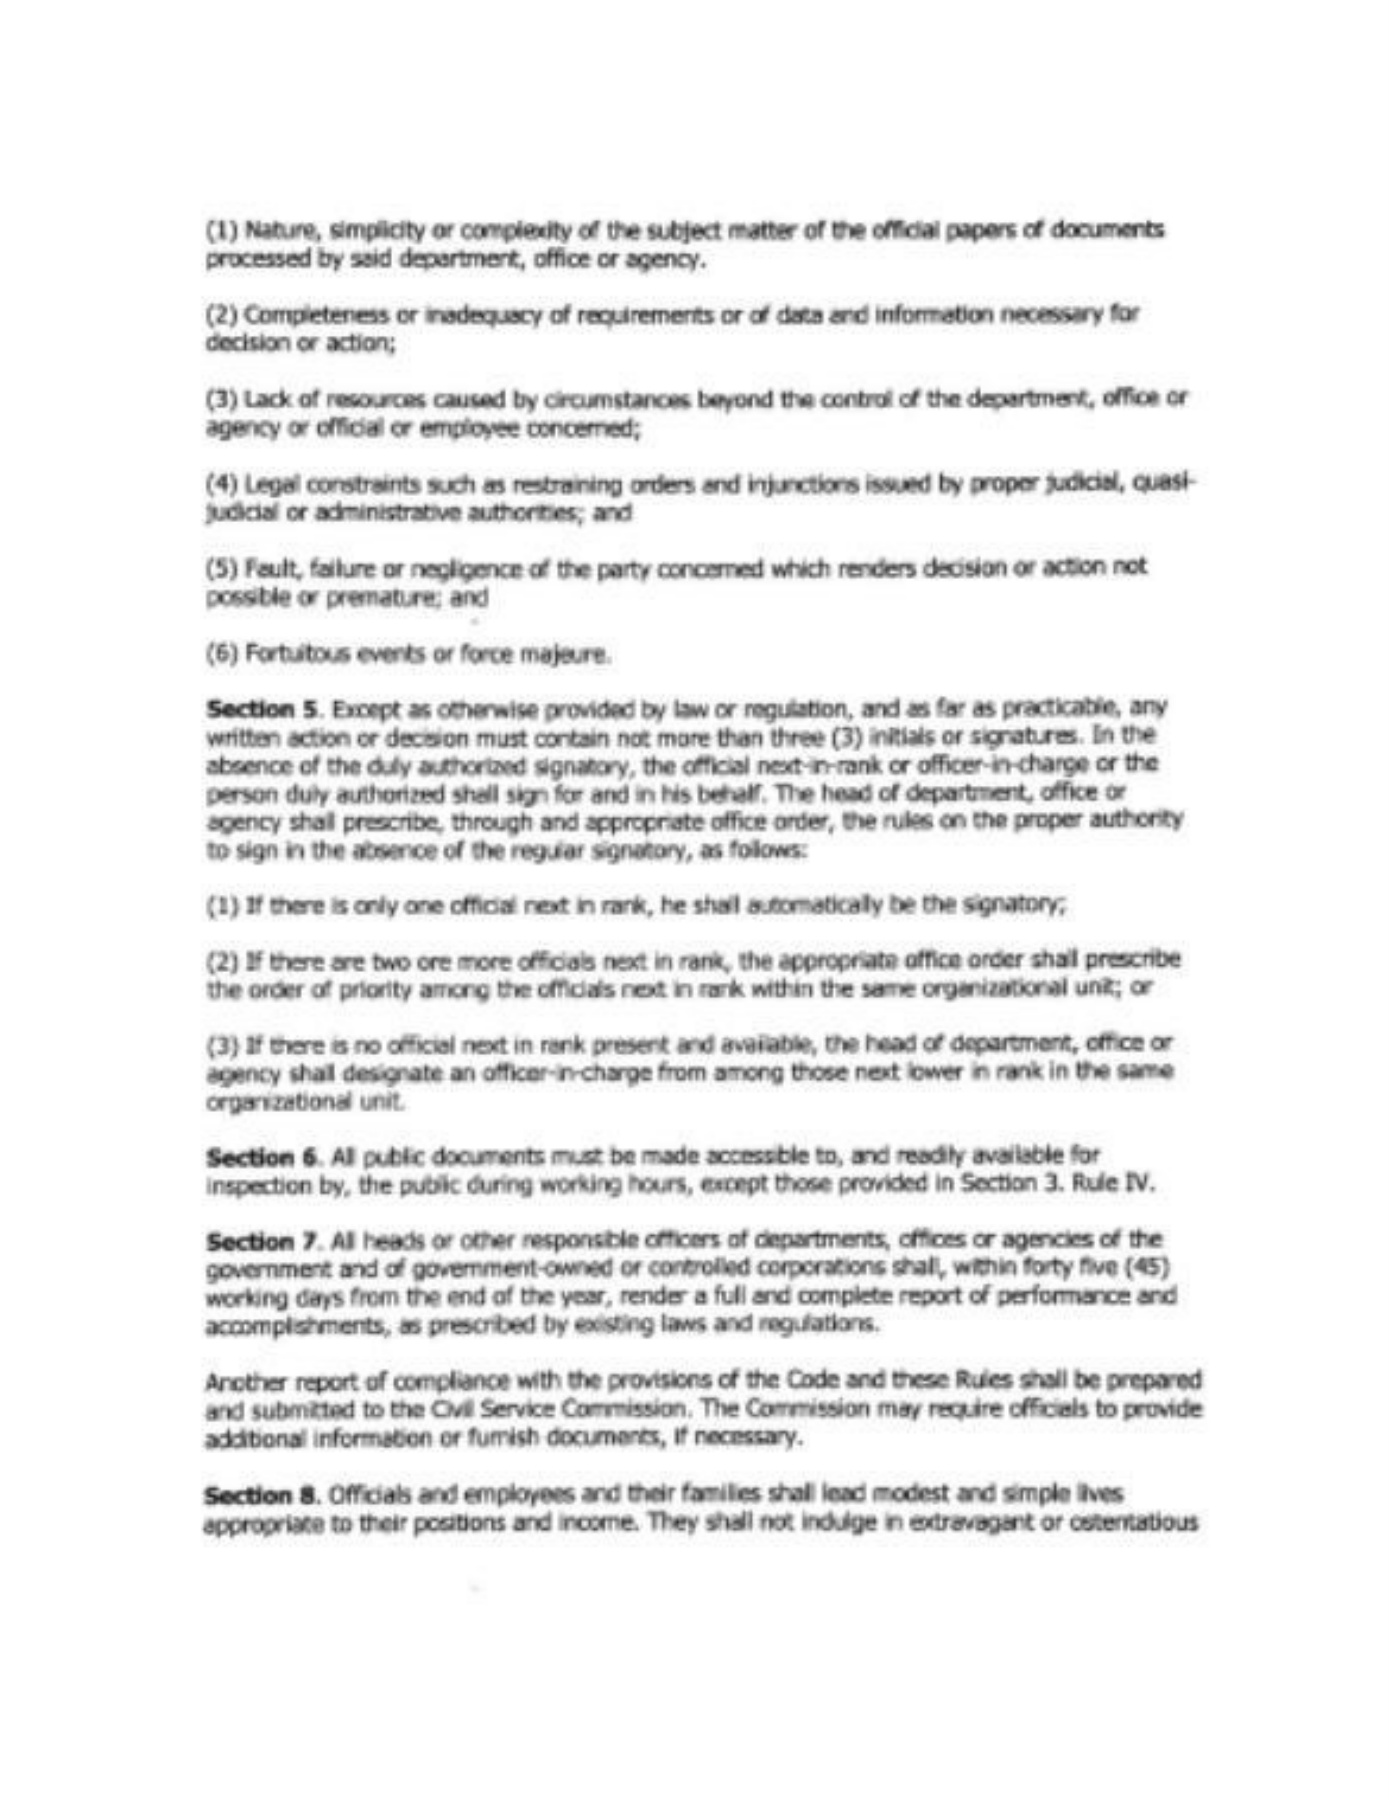 (1) Nature, simplicity or complexity of the subject matter of the official papers of documents
processed by said department, office or agency.
(2) Completeness or inadequacy of requirements or of data and information necessary for
decision or action;
(3) Lack of resources caused by circumstances beyond the control of the department, office or
agency or official or employee concerned;
(4) Legal constraints such as restraining orders and injunctions issued by proper judicial, quasi-
judicial or administrative authorities; and
(5) Fault, failure or negligence of the party concerned which renders decision or action not
possible or premature; and
(6) Fortuitous events or force majeure.
Section 5. Except as otherwise provided by law or regulation, and as far as practicable, any
written action or decision must contain not more than three (3) initials or signatures. In the
absence of the duly authorized signatory, the official next-in-rank or officer-in-charge or the
person duly authorized shall sign for and in his behalf. The head of department, office or
agency shall prescribe, through and appropriate office order, the rules on the proper authority
to sign in the absence of the regular signatory, as follows:
(1) If there is only one official next in rank, he shall automatically be the signatory;
(2) If there are two ore more officials next in rank, the appropriate office order shall prescribe
the order of priority among the officials next in rank within the same organizational unit; or
(3) If there is no official next in rank present and available, the head of department, office or
agency shall designate an officer-in-charge from among those next lower in rank in the same
organizational unit.
Section 6. All public documents must be made accessible to, and readily available for
inspection by, the public during working hours, except those provided in Section 3. Rule IV.
Section 7. All heads or other responsible officers of departments, offices or agencies of the
government and of government-owned or controlled corporations shall, within forty five (45)
working days from the end of the year, render a full and complete report of performance and
accomplishments, as prescribed by existing laws and regulations.
Another report of compliance with the provisions of the Code and these Rules shall be prepared
and submitted to the Civil Service Commission. The Commission may require officials to provide
additional information or furnish documents, if necessary.
Section 8. Officials and employees and their families shall lead modest and simple lives
appropriate to their positions and income. They shall not indulge in extravagant or ostentatious